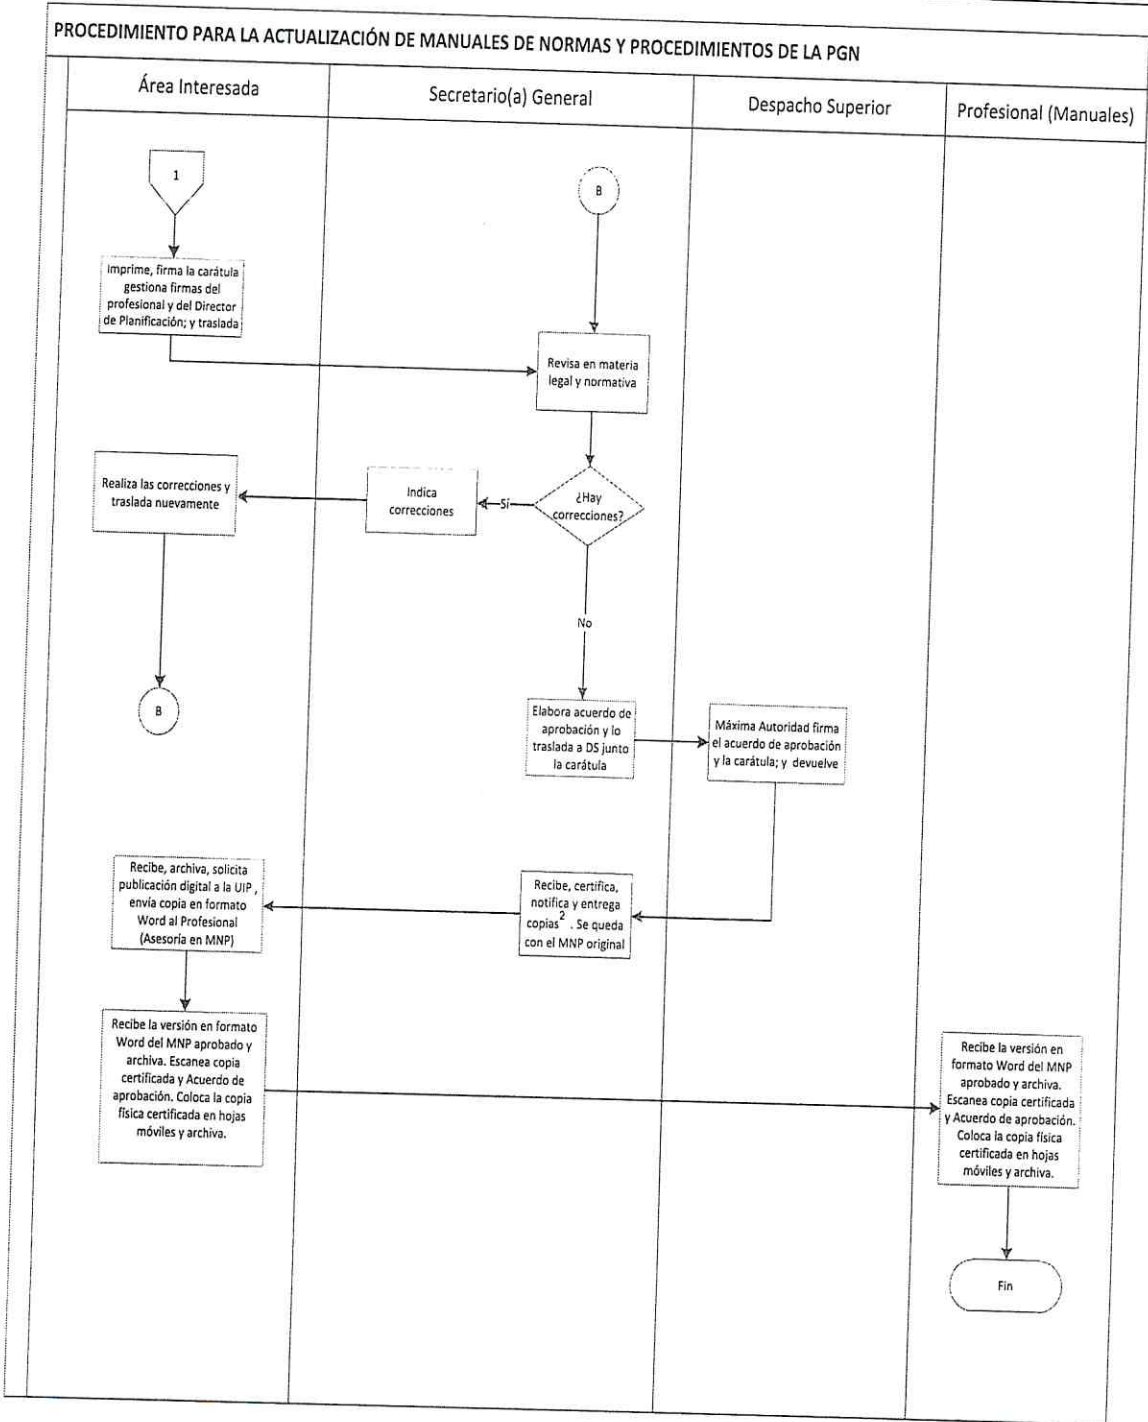 PROCEDIMIENTO PARA LA ACTUALIZACIÓN DE MANUALES DE NORMAS Y PROCEDIMIENTOS DE LA PGN
Área Interesada
Secretario(a) General
Despacho Superior
Profesional (Manuales)
1
B
Imprime, firma la carátula
gestiona firmas del
profesional y del Director
de Planificación; y traslada
Revisa en materia
legal y normativa
Realiza las correcciones y
traslada nuevamente
Indica
correcciones
Sí
¿Hay
correcciones?
No
B
Elabora acuerdo de
aprobación y lo
traslada a DS junto
la carátula
Máxima Autoridad firma
el acuerdo de aprobación
y la carátula; y devuelve
Recibe, archiva, solicita
publicación digital a la UIP ,
envía copia en formato
Word al Profesional
(Asesoría en MNP)
Recibe, certifica,
notifica y entrega
copias2 . Se queda
con el MNP original
Recibe la versión en formato
Word del MNP aprobado y
archiva. Escanea copia
certificada y Acuerdo de
aprobación. Coloca la copia
física certificada en hojas
móviles y archiva.
Recibe la versión en
formato Word del MNP
aprobado y archiva.
Escanea copia certificada
y Acuerdo de aprobación.
Coloca la copia física
certificada en hojas
móviles y archiva.
Fin